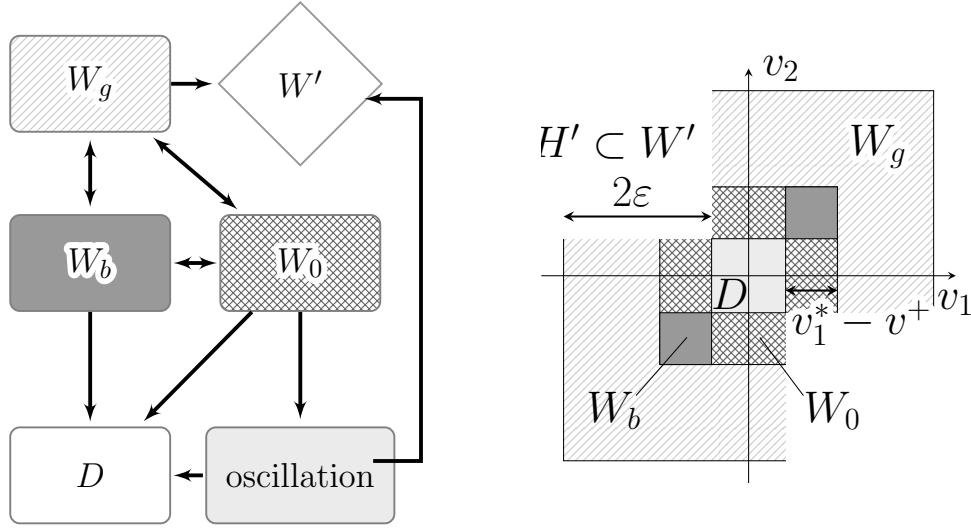 W_g
W′
W_b
W_0
D
oscillation
v_2
H′ ⊂ W′
W_g
2ε
D
v_1
v_1^* − v^+
W_b
W_0